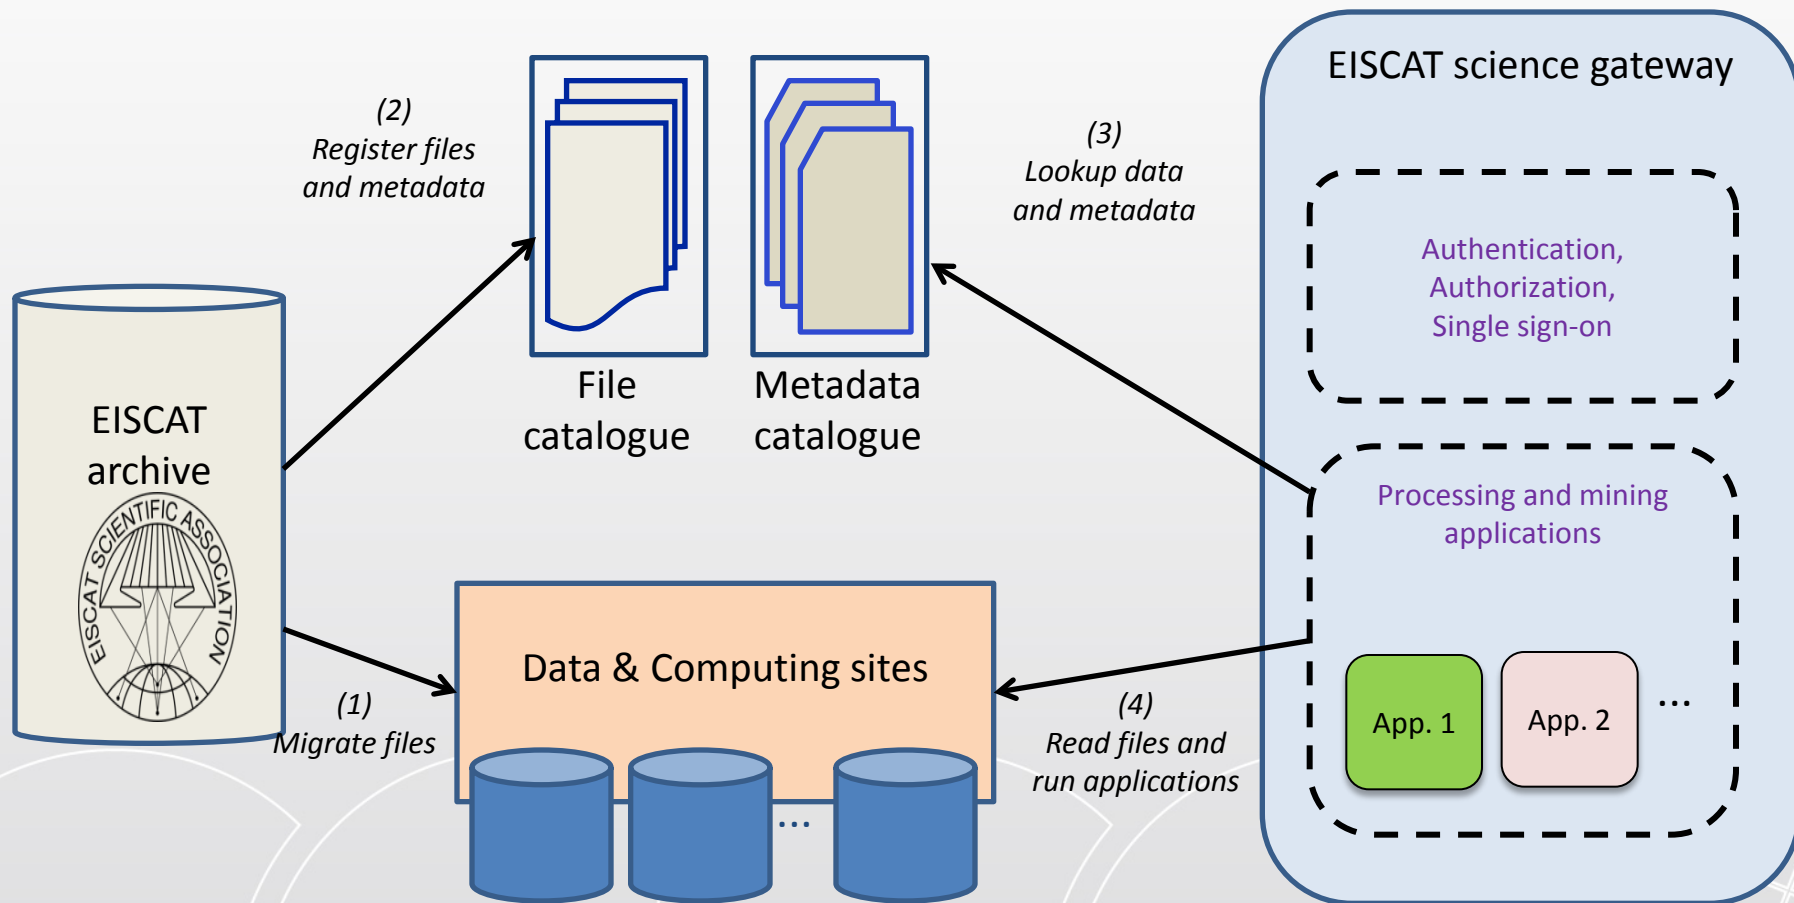 EISCAT science gateway
(2)
Register files
and metadata
(3)
Lookup data
and metadata
Authentication,
Authorization,
Single sign-on
File
catalogue
Metadata
catalogue
EISCAT
archive
EISCAT SCIENTIFIC ASSOCIATION
Processing and mining
applications
Data & Computing sites
(1)
Migrate files
(4)
Read files and
run applications
App. 1
App. 2
...
...